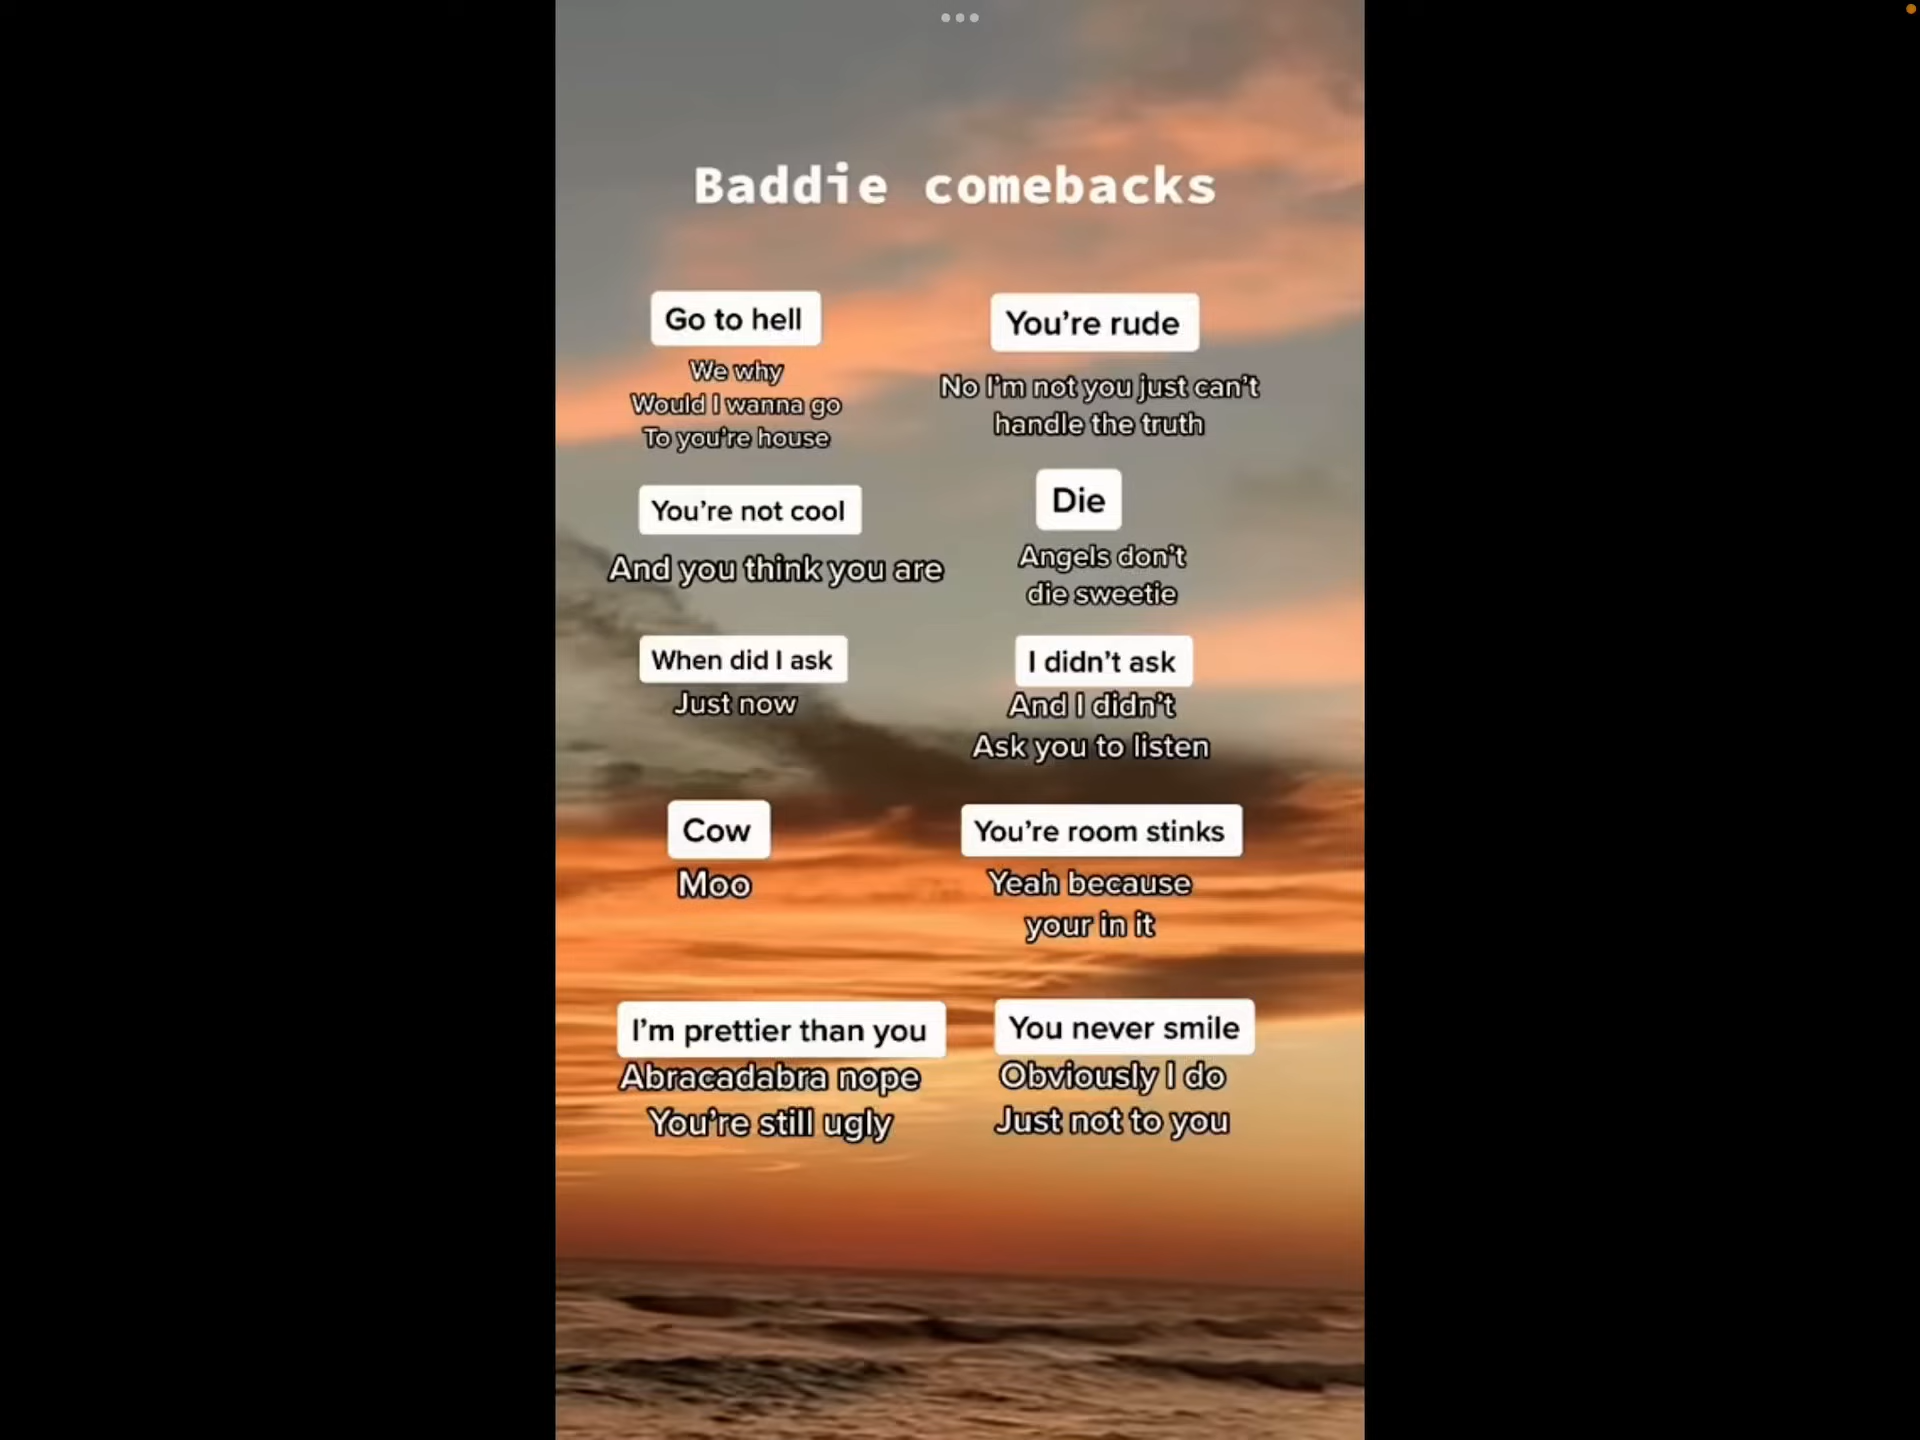 Baddie comebacks
Go to hell
We why
Would I wanna go
To you're house
You're rude
No I'm not you just can't
handle the truth
You're not cool
And you think you are
Die
Angels don't
die sweetie
When did I ask
Just now
I didn't ask
And I didn't
Ask you to listen
Cow
Moo
You're room stinks
Yeah because
your in it
I'm prettier than you
Abracadabra nope
You're still ugly
You never smile
Obviously I do
Just not to you